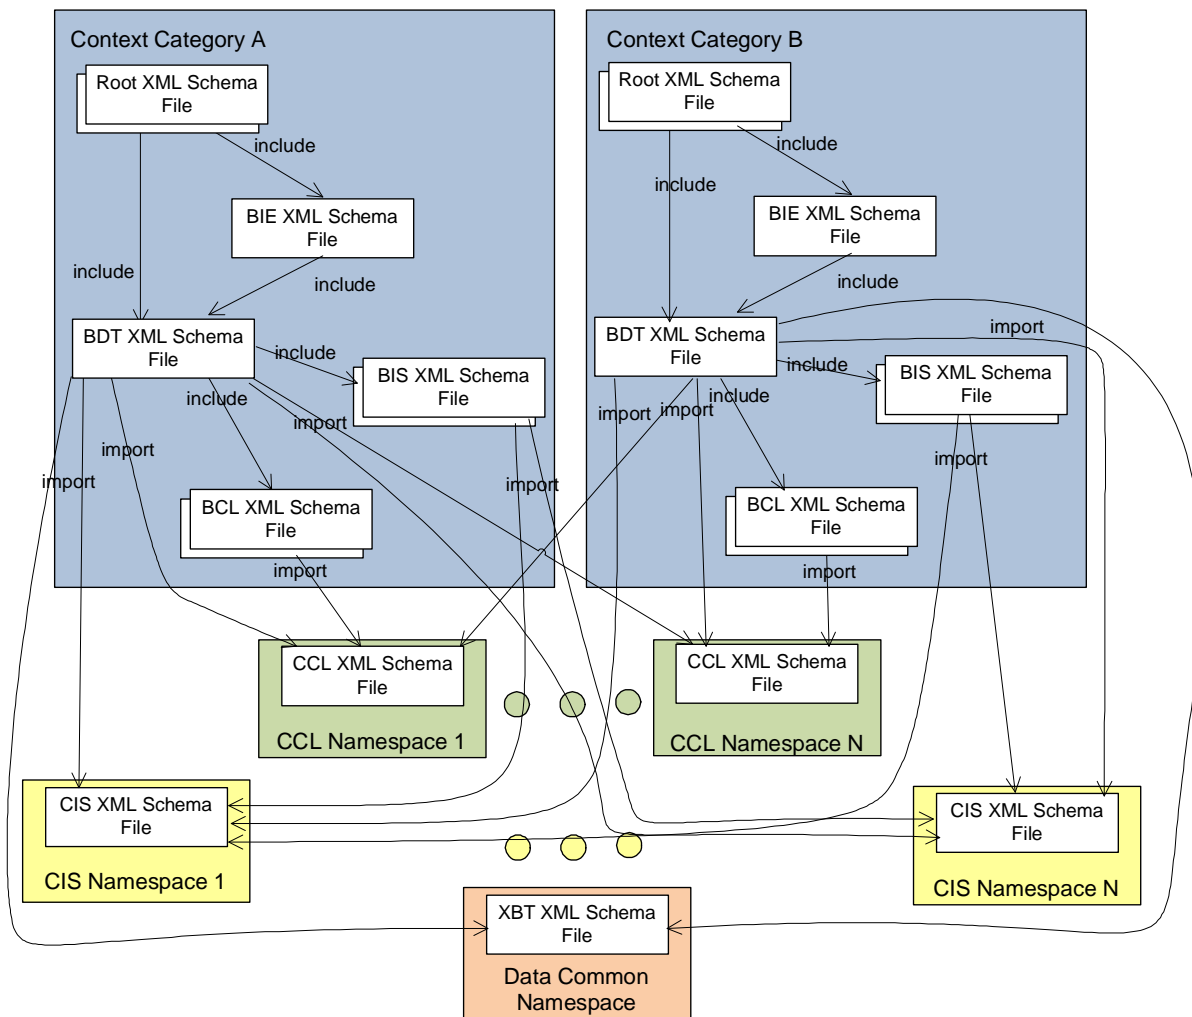 Context Category A
Root XML Schema
File
include
BIE XML Schema
File
include
include
BDT XML Schema
File
include
BIS XML Schema
File
include
import
import
import
import
BCL XML Schema
File
import
Context Category B
Root XML Schema
File
include
include
BIE XML Schema
File
include
import
BDT XML Schema
File
include
BIS XML Schema
File
import
import
include
import
BCL XML Schema
File
import
CCL XML Schema
File
CCL Namespace 1
CCL XML Schema
File
CCL Namespace N
CIS XML Schema
File
CIS Namespace 1
CIS XML Schema
File
CIS Namespace N
XBT XML Schema
File
Data Common
Namespace